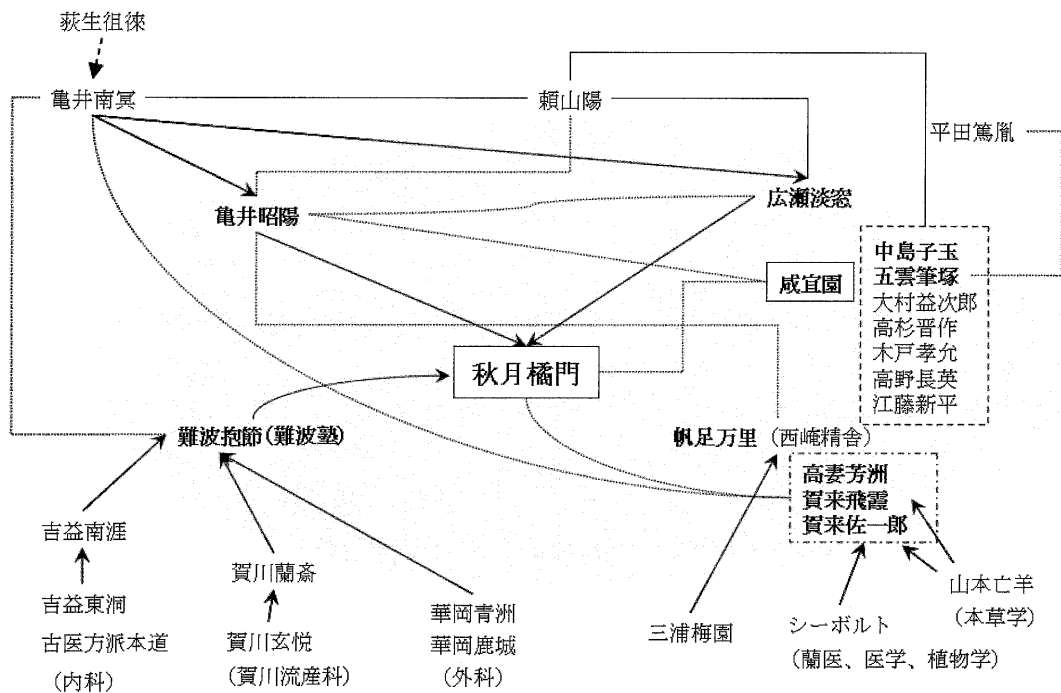 荻生徂徠
亀井南冥
頼山陽
平田篤胤
亀井昭陽
広瀬淡窓
咸宜園
中島子玉
五雲筆塚
大村益次郎
高杉晋作
木戸孝允
高野長英
江藤新平
秋月橘門
難波抱節(難波塾)
帆足万里（西崦精舎）
高妻芳洲
賀来飛霞
賀来佐一郎
吉益南涯
吉益東洞
古医方派本道
(内科)
賀川蘭斎
賀川玄悦
(賀川流産科)
華岡青洲
華岡鹿城
(外科)
三浦梅園
シーボルト
(蘭医、医学、植物学)
山本亡羊
(本草学)